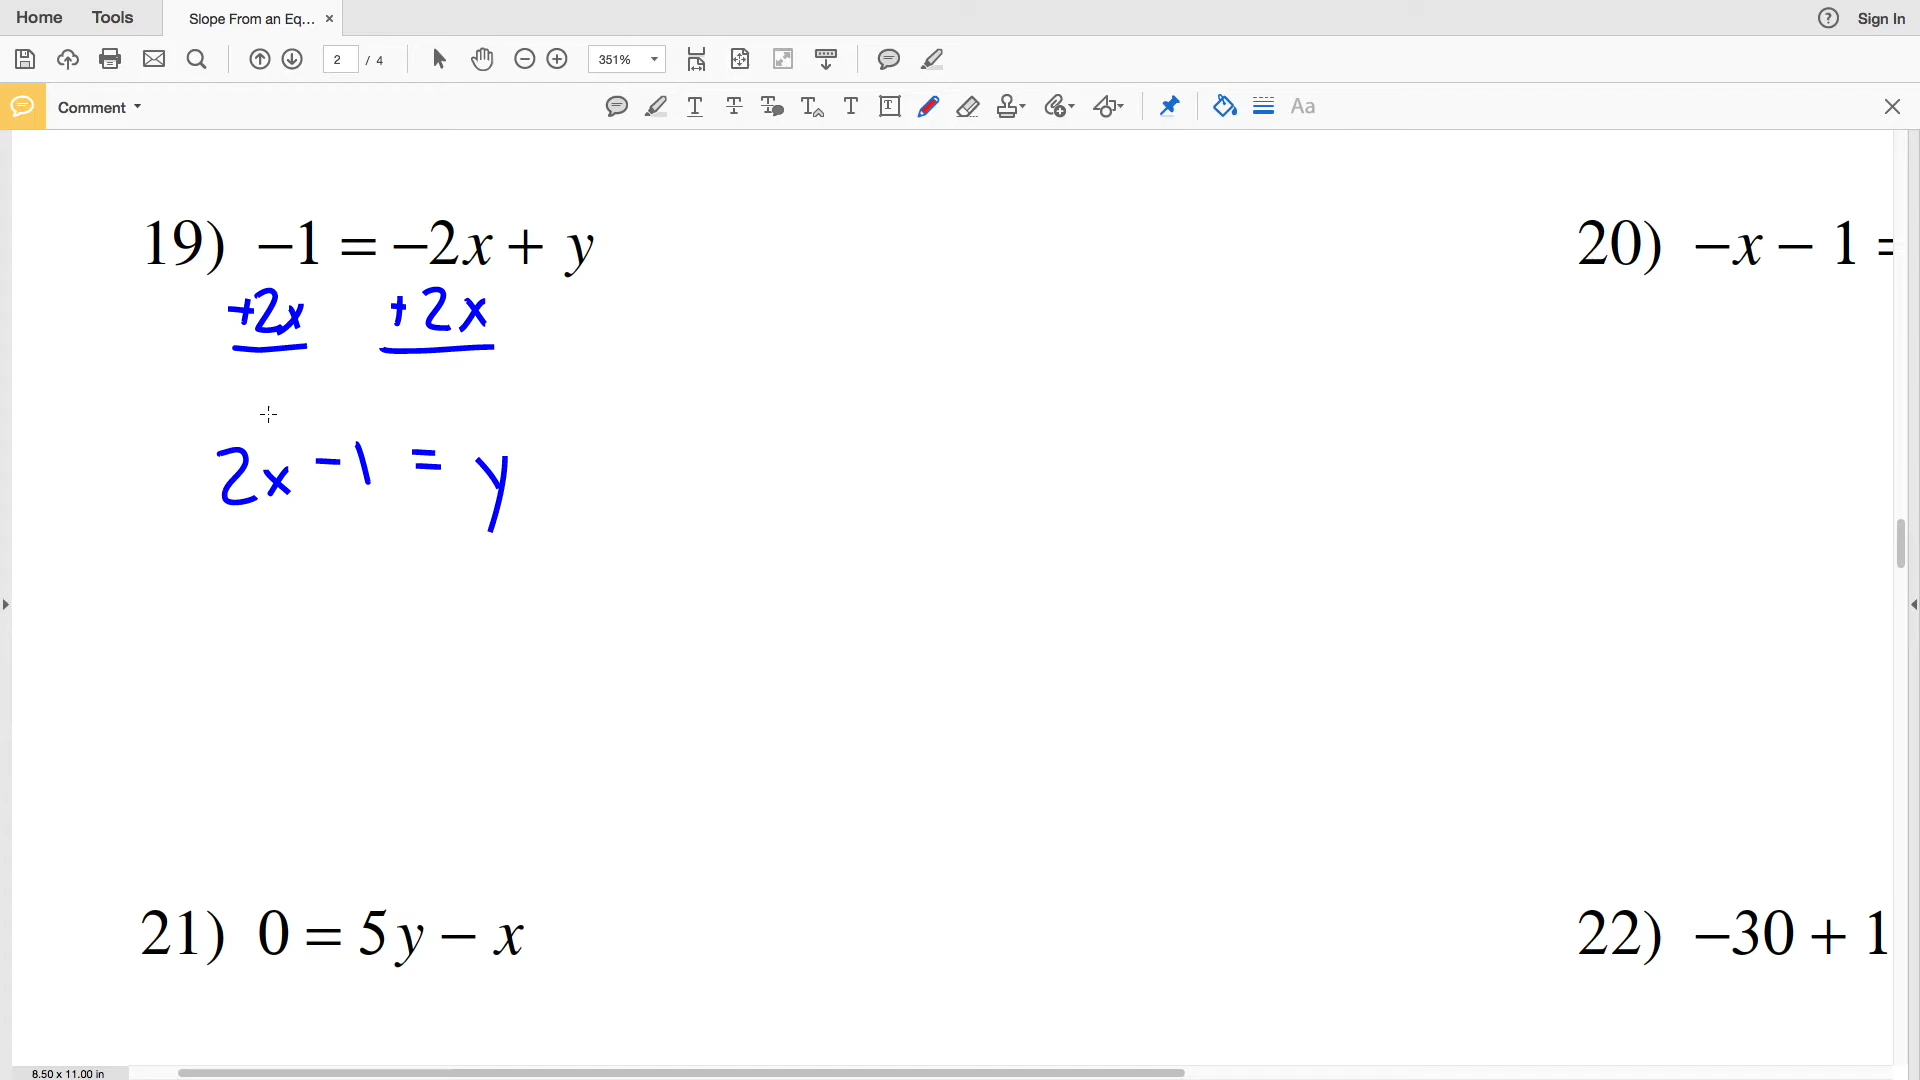 Home Tools Slope From an Eq... × ? Sign In
2 / 4 351%
Comment Aa
19) −1 = −2x + y
20) −x − 1 =
+2x +2x
2x − 1 = y
21) 0 = 5y − x
22) −30 + 1
8.50 x 11.00 in